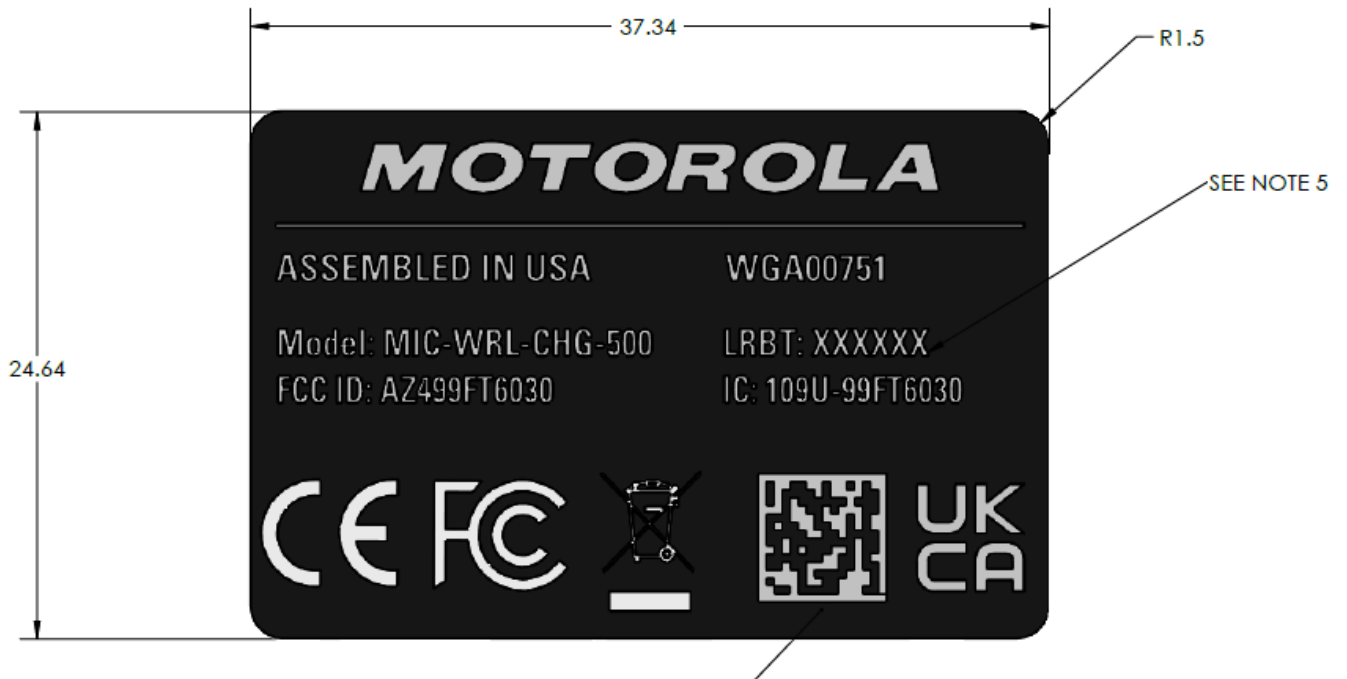 37.34
R1.5
MOTOROLA
SEE NOTE 5
ASSEMBLED IN USA WGA00751
Model: MIC-WRL-CHG-500 LRBT: XXXXXX
24.64
FCC ID: AZ499FT6030 IC: 109U-99FT6030
CE FC UK
CA